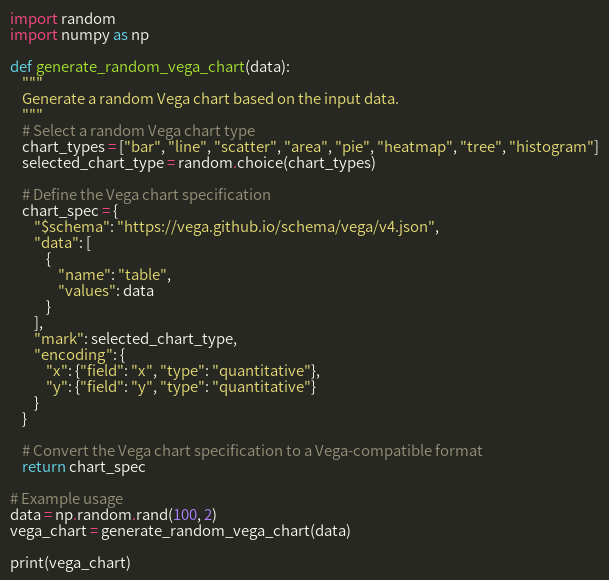 import random
import numpy as np

def generate_random_vega_chart(data):
    """
    Generate a random Vega chart based on the input data.
    """
    # Select a random Vega chart type
    chart_types = ["bar", "line", "scatter", "area", "pie", "heatmap", "tree", "histogram"]
    selected_chart_type = random.choice(chart_types)

    # Define the Vega chart specification
    chart_spec = {
        "$schema": "https://vega.github.io/schema/vega/v4.json",
        "data": [
            {
                "name": "table",
                "values": data
            }
        ],
        "mark": selected_chart_type,
        "encoding": {
            "x": {"field": "x", "type": "quantitative"},
            "y": {"field": "y", "type": "quantitative"}
        }
    }

    # Convert the Vega chart specification to a Vega-compatible format
    return chart_spec

# Example usage
data = np.random.rand(100, 2)
vega_chart = generate_random_vega_chart(data)

print(vega_chart)